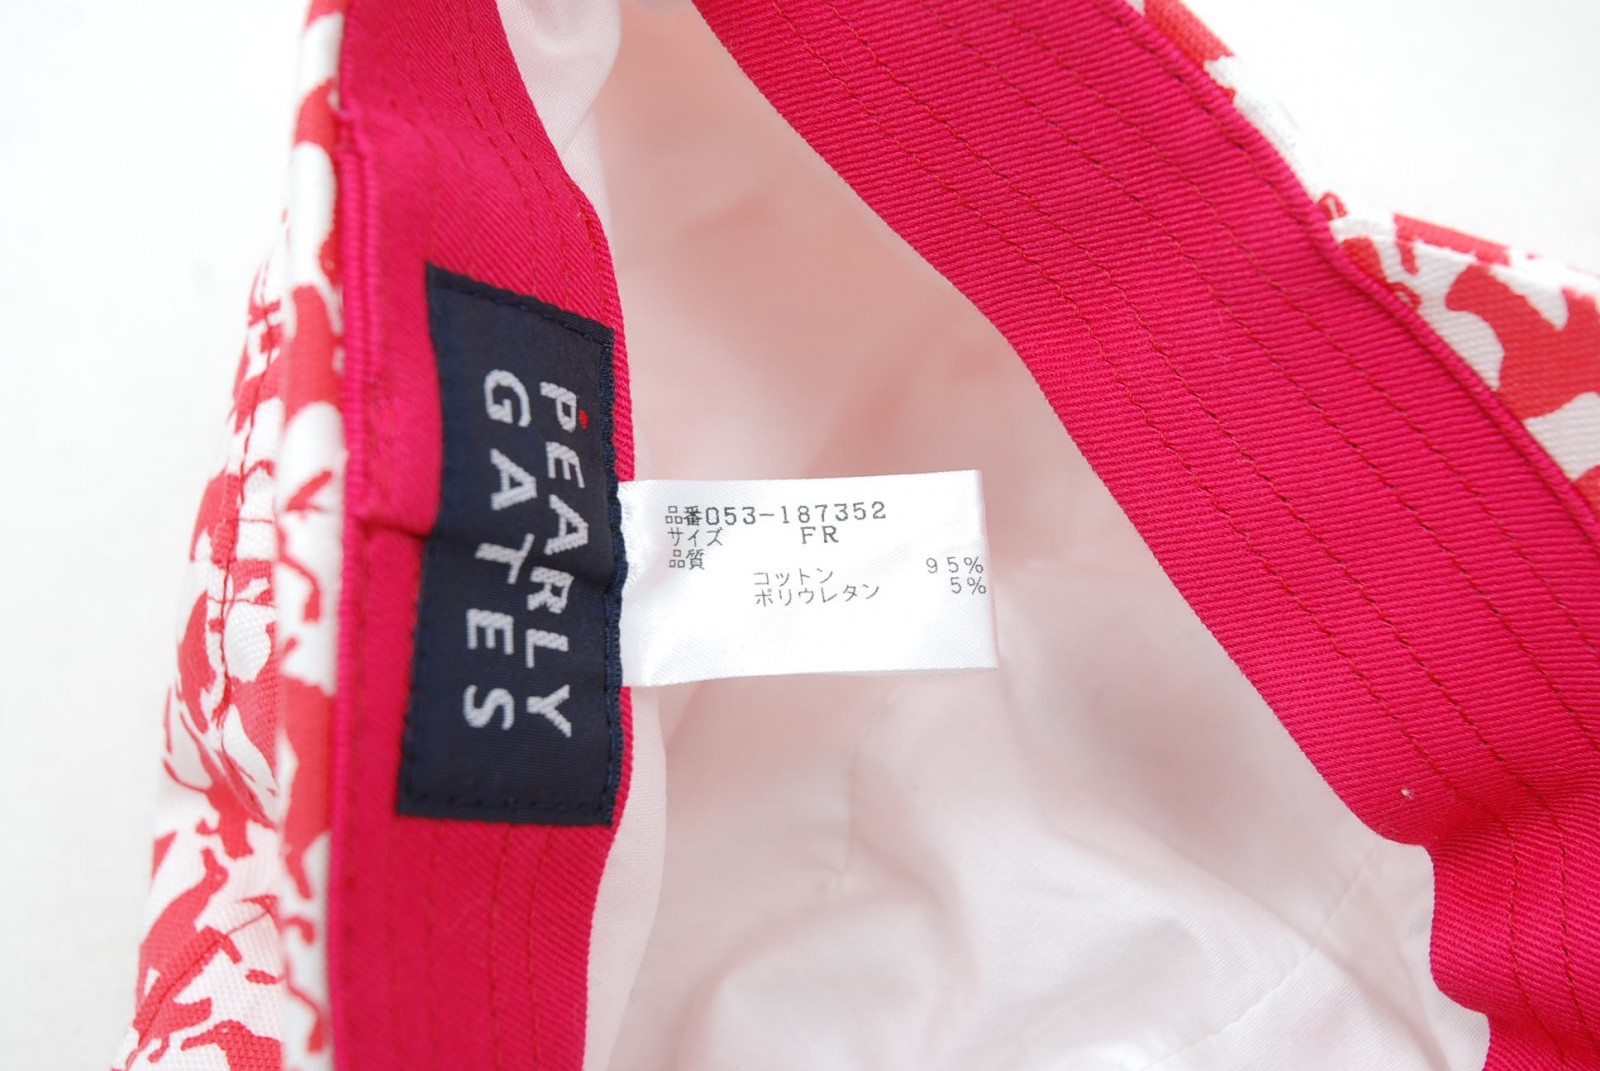 PEARLY
GATES
品番053-187352
サイズ FR
品質
コットン 95%
ポリウレタン 5%